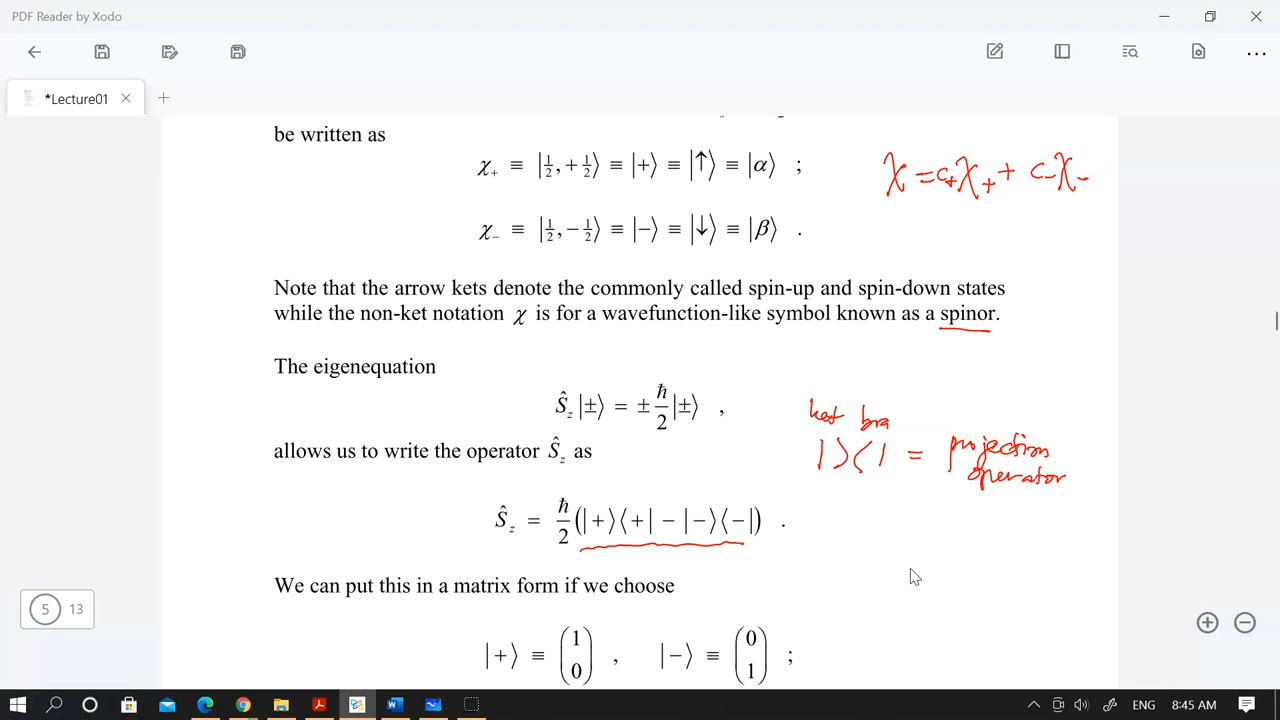 PDF Reader by Xodo
*Lecture01
be written as
χ₊ ≡ |½,+½⟩ ≡ |+⟩ ≡ |↑⟩ ≡ |α⟩ ;
χ = c₊χ₊ + c₋χ₋
χ₋ ≡ |½,−½⟩ ≡ |−⟩ ≡ |↓⟩ ≡ |β⟩ .
Note that the arrow kets denote the commonly called spin-up and spin-down states
while the non-ket notation χ is for a wavefunction-like symbol known as a spinor.
The eigenequation
Ŝz |±⟩ = ± ħ/2 |±⟩ ,
ket bra
allows us to write the operator Ŝz as
| ⟩⟨ | = projection
operator
Ŝz = ħ/2 (|+⟩⟨+| − |−⟩⟨−|) .
We can put this in a matrix form if we choose
5 13
|+⟩ ≡ (1 0) , |−⟩ ≡ (0 1) ;
ENG 8:45 AM